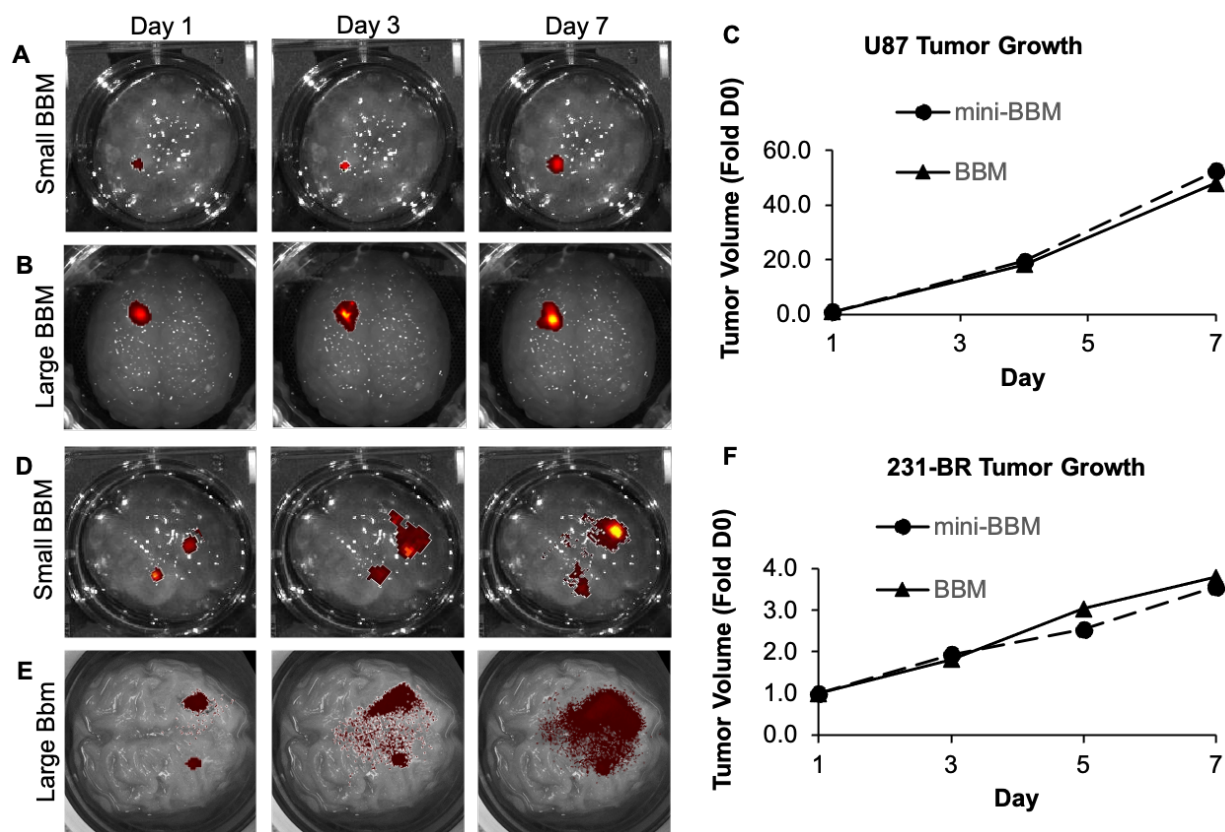 Day 1 Day 3 Day 7
A
Small BBM
B
Large BBM
C
U87 Tumor Growth
mini-BBM
BBM
Tumor Volume (Fold D0)
60.0
40.0
20.0
0.0
1 3 5 7
Day
D
Small BBM
E
Large Bbm
F
231-BR Tumor Growth
mini-BBM
BBM
Tumor Volume (Fold D0)
4.0
3.0
2.0
1.0
0.0
1 3 5 7
Day